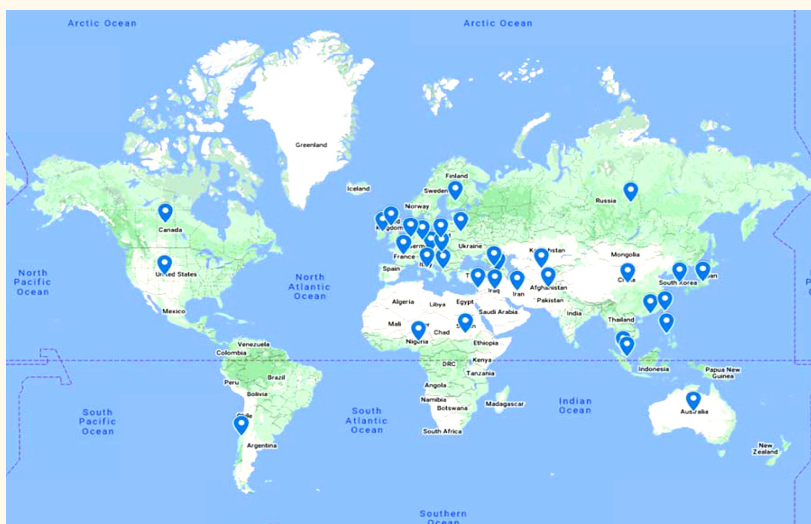 Arctic Ocean
Arctic Ocean
Greenland
Iceland
Finland
Sweden
Norway
Russia
Canada
Ukraine
France
Spain
Kazakhstan
Mongolia
United States
North
Pacific
Ocean
North
Atlantic
Ocean
South Korea
Iraq
Iran
Afghanistan
Pakistan
Algeria
Libya
Egypt
Saudi Arabia
India
Mexico
Mali
Chad
Thailand
Nigeria
Ethiopia
Venezuela
Colombia
DRC
Kenya
Tanzania
Indonesia
Papua New
Guinea
Peru
Brazil
Bolivia
Angola
Namibia
Botswana
Madagascar
Indian
Ocean
South
Pacific
Ocean
South
Atlantic
Ocean
Australia
South Africa
Argentina
New
Zealand
Southern
Ocean